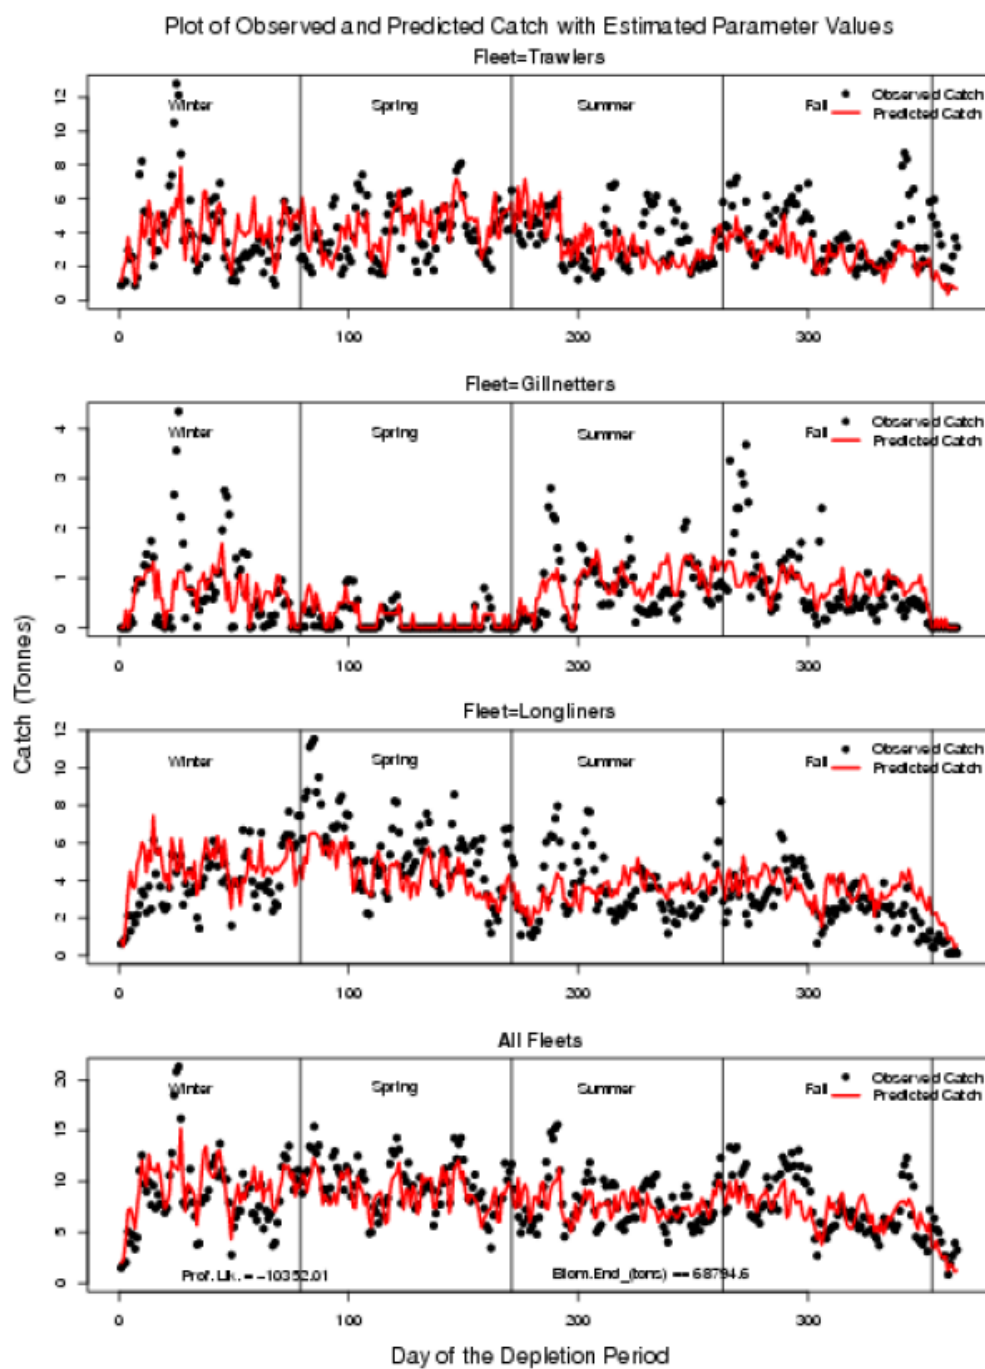 Plot of Observed and Predicted Catch with Estimated Parameter Values
Fleet=Trawlers
Winter Spring Summer Fall Observed Catch
Predicted Catch
12
10
8
6
4
2
0
0 100 200 300
Fleet=Gillnetters
Winter Spring Summer Fall Observed Catch
Predicted Catch
4
3
2
1
0
0 100 200 300
Catch (Tonnes)
Fleet=Longliners
Winter Spring Summer Fall Observed Catch
Predicted Catch
12
10
8
6
4
2
0
0 100 200 300
All Fleets
Winter Spring Summer Fall Observed Catch
Predicted Catch
20
15
10
5
0
Prof. Lik. = -10352.01 Biom.End_(tons) == 68794.6
0 100 200 300
Day of the Depletion Period